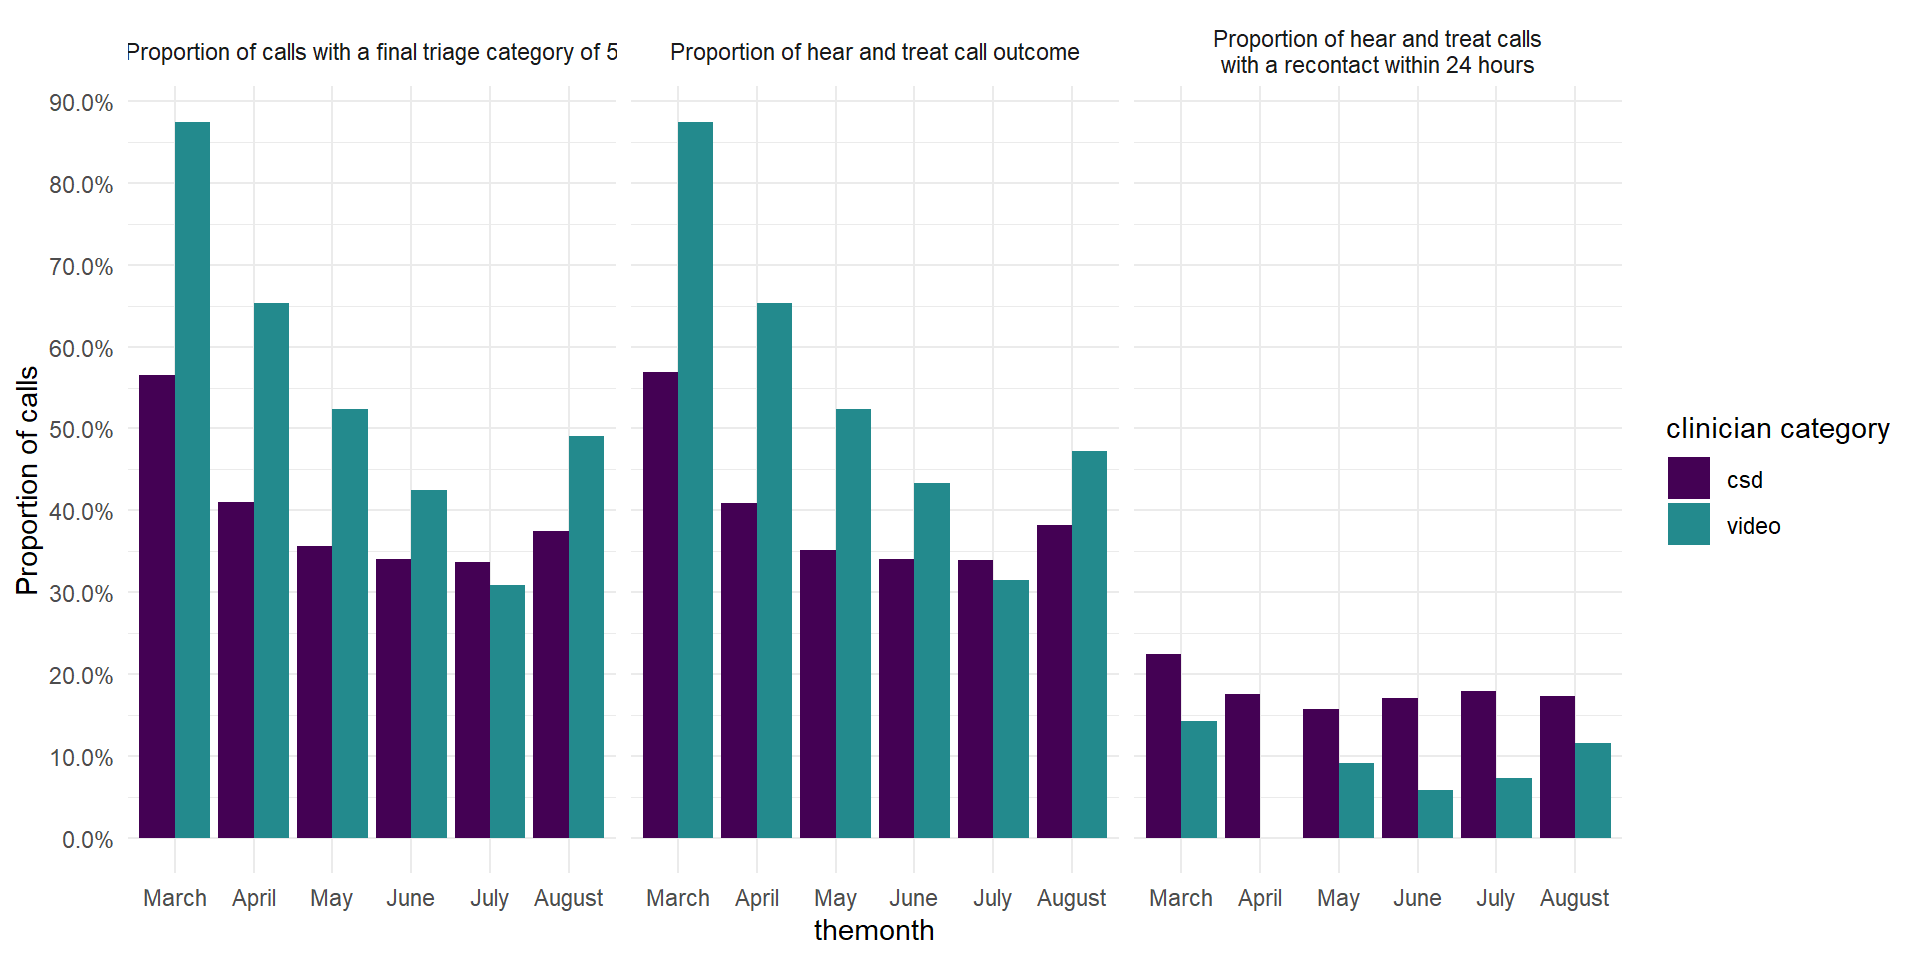 Proportion of calls with a final triage category of 5
Proportion of hear and treat call outcome
Proportion of hear and treat calls
with a recontact within 24 hours
Proportion of calls
90.0%
80.0%
70.0%
60.0%
50.0%
40.0%
30.0%
20.0%
10.0%
0.0%
March April May June July August
March April May June July August
March April May June July August
themonth
clinician category
csd
video